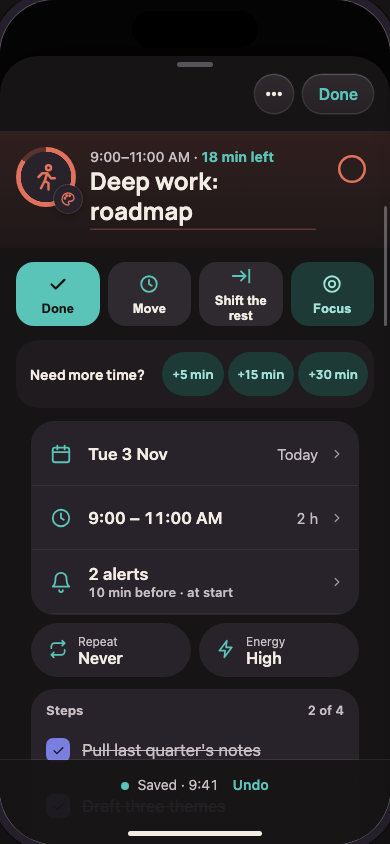 Done
9:00–11:00 AM · 18 min left
Deep work:
roadmap
Done
Move
Shift the
rest
Focus
Need more time?
+5 min
+15 min
+30 min
Tue 3 Nov
Today
9:00 – 11:00 AM
2 h
2 alerts
10 min before · at start
Repeat
Never
Energy
High
Steps
2 of 4
Pull last quarter's notes
Saved · 9:41
Undo
Draft three themes